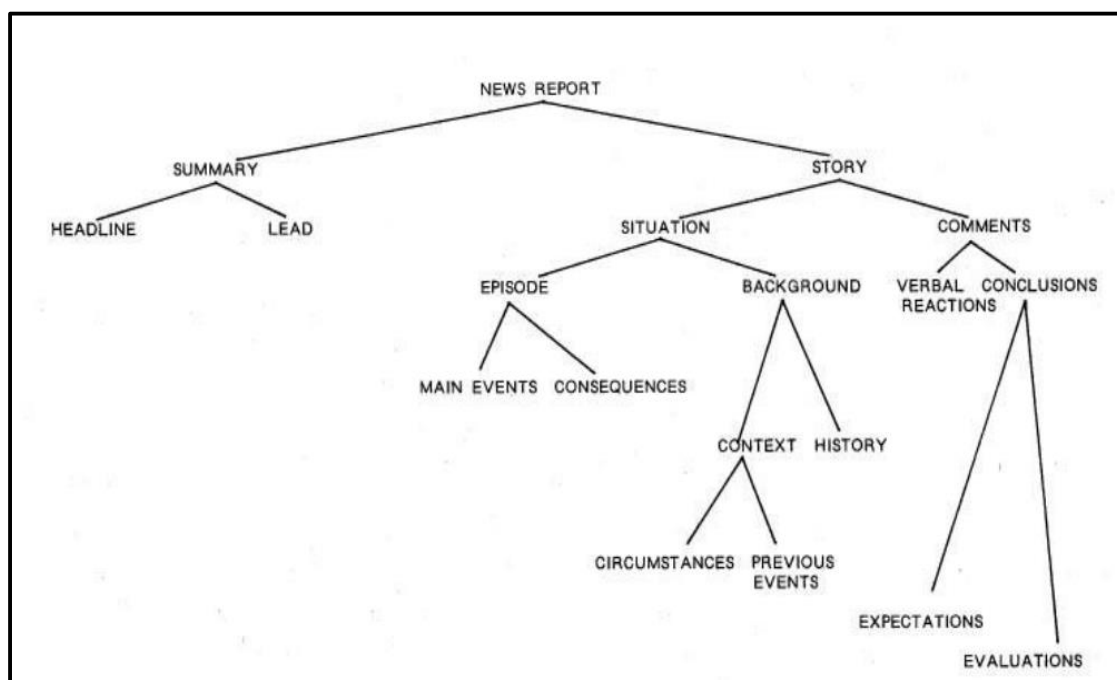 NEWS REPORT
SUMMARY
STORY
HEADLINE
LEAD
SITUATION
COMMENTS
EPISODE
BACKGROUND
VERBAL
REACTIONS
CONCLUSIONS
MAIN EVENTS
CONSEQUENCES
CONTEXT
HISTORY
CIRCUMSTANCES
PREVIOUS
EVENTS
EXPECTATIONS
EVALUATIONS